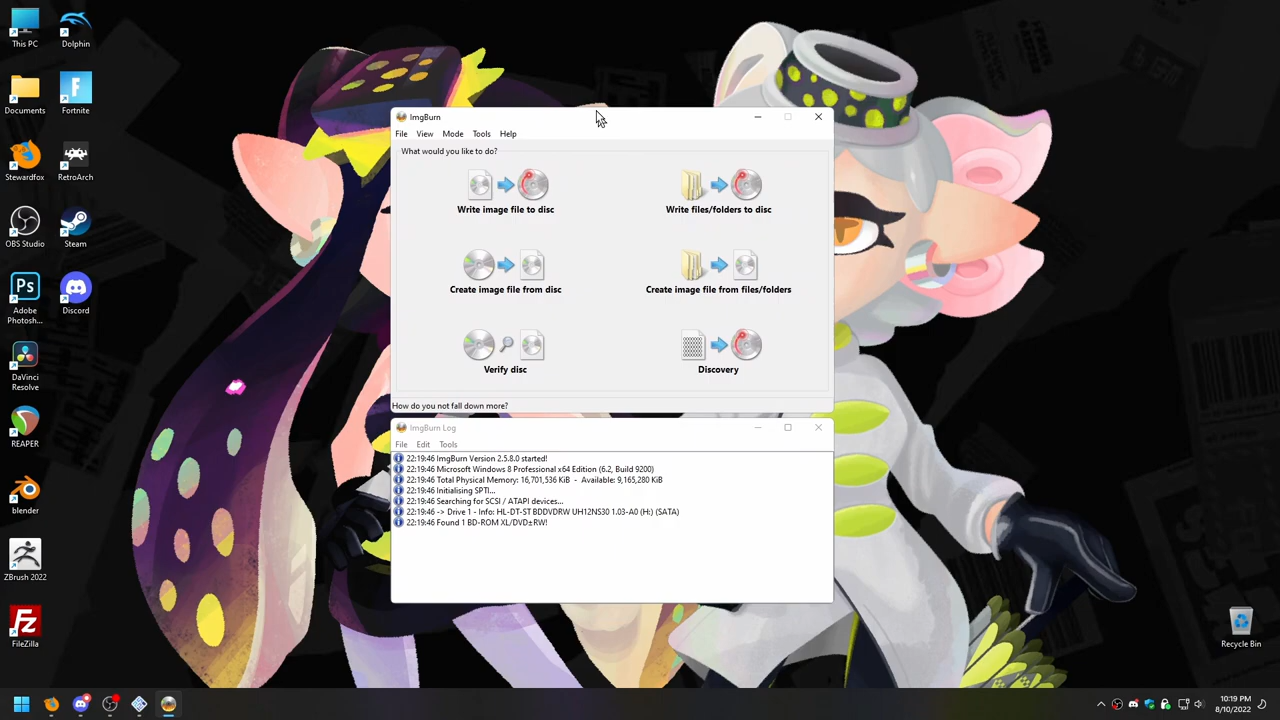 This PC
Dolphin
Documents
Fortnite
Stewardfox
RetroArch
OBS Studio
Steam
Ps
Adobe
Photosh...
Discord
DaVinci
Resolve
REAPER
blender
ZBrush 2022
Fz
FileZilla
Recycle Bin
ImgBurn
File View Mode Tools Help
What would you like to do?
Write image file to disc
Write files/folders to disc
Create image file from disc
Create image file from files/folders
Verify disc
Discovery
How do you not fall down more?
ImgBurn Log
File Edit Tools
22:19:46 ImgBurn Version 2.5.8.0 started!
22:19:46 Microsoft Windows 8 Professional x64 Edition (6.2, Build 9200)
22:19:46 Total Physical Memory: 16,701,536 KiB - Available: 9,165,280 KiB
22:19:46 Initialising SPTI...
22:19:46 Searching for SCSI / ATAPI devices...
22:19:46 -> Drive 1 - Info: HL-DT-ST BDDVDRW UH12NS30 1.03-A0 (H:) (SATA)
22:19:46 Found 1 BD-ROM XL/DVD±RW!
10:19 PM
8/10/2022